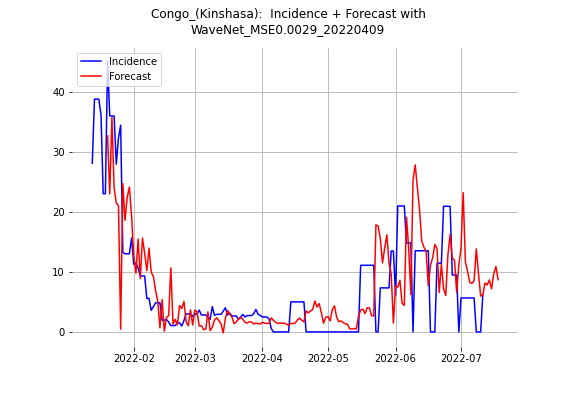 Congo_(Kinshasa):  Incidence + Forecast with
WaveNet_MSE0.0029_20220409
Incidence
Forecast
40
30
20
10
0
2022-02
2022-03
2022-04
2022-05
2022-06
2022-07